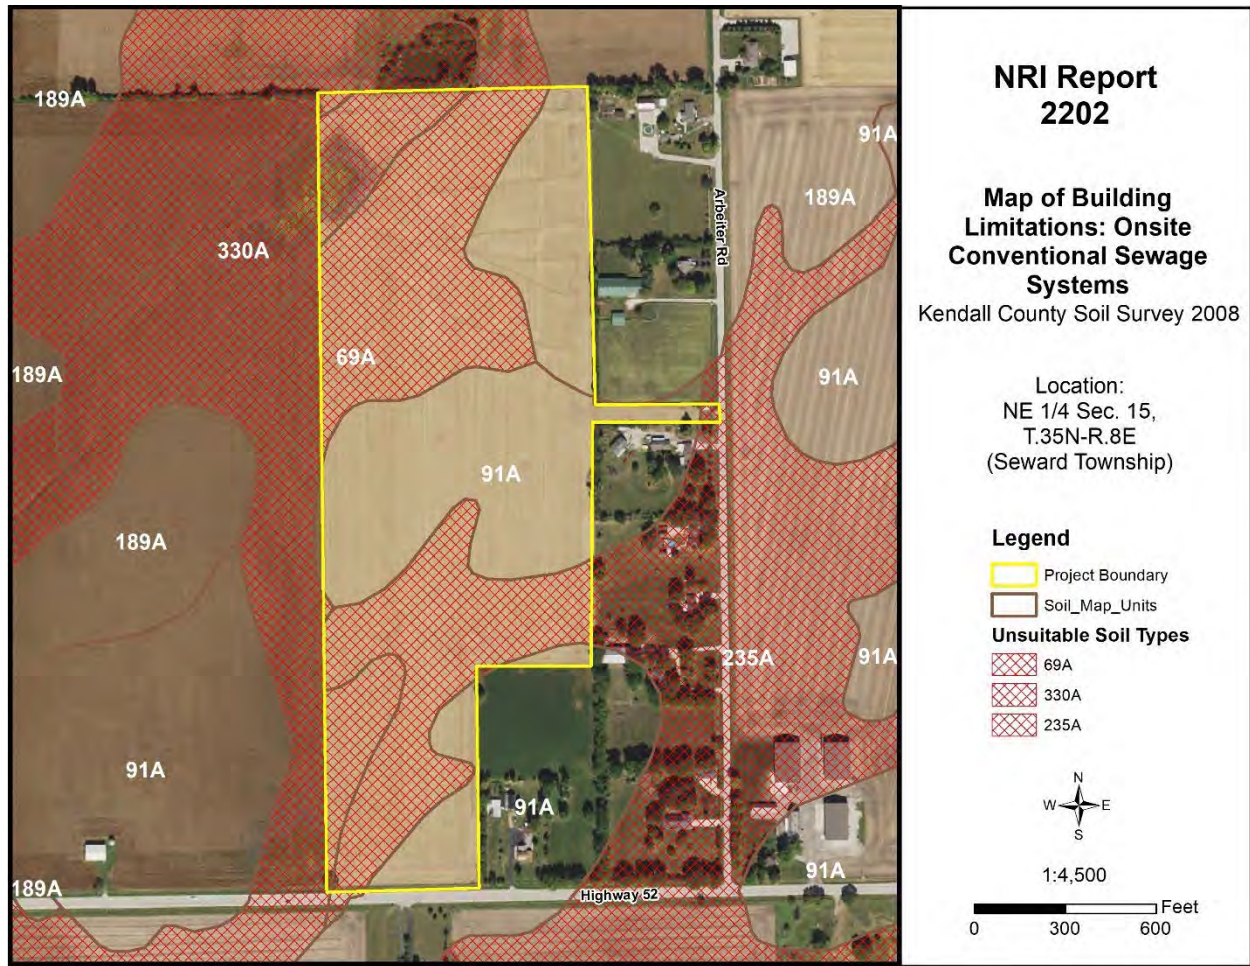 189A
91A
189A
330A
Arbeiter Rd
69A
189A
91A
91A
189A
235A
91A
91A
91A
91A
189A
Highway 52
NRI Report
2202
Map of Building
Limitations: Onsite
Conventional Sewage
Systems
Kendall County Soil Survey 2008
Location:
NE 1/4 Sec. 15,
T.35N-R.8E
(Seward Township)
Legend
Project Boundary
Soil_Map_Units
Unsuitable Soil Types
69A
330A
235A
N
W E
S
1:4,500
Feet
0 300 600